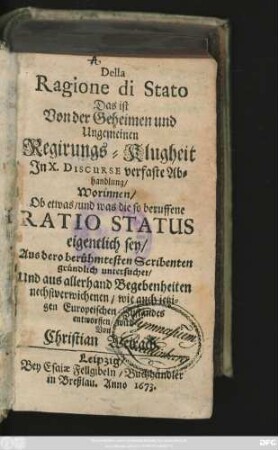 Della
Ragione di Stato
Das ist
Von der Geheimen und
Ungemeinen
Regirungs-Klugheit
In X. DISCURSE verfaste Ab-
handlung/
Worinnen/
Ob etwas/und was die so beruffene
RATIO STATUS
eigentlich sey/
Aus dero berühmtesten Scribenten
gründlich untersuchet/
Und aus allerhand Begebenheiten
nechstverwichenen / wie auch jetzi-
gen Europeischen
entworffen
Von
Christian
Leipzig/
Bey Esaiæ Fellgibeln/Buchhändler
in Breßlau. Anno 1673.